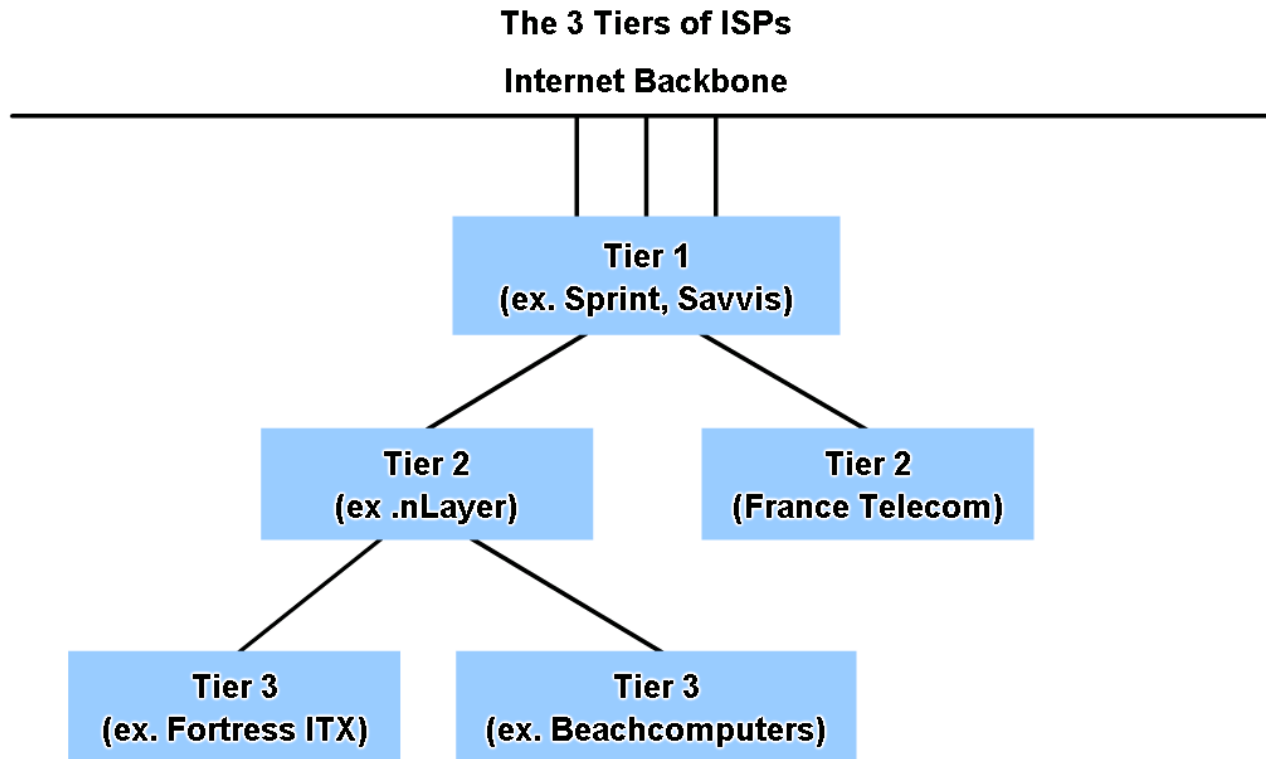 The 3 Tiers of ISPs
Internet Backbone
Tier 1
(ex. Sprint, Savvis)
Tier 2
(ex .nLayer)
Tier 2
(France Telecom)
Tier 3
(ex. Fortress ITX)
Tier 3
(ex. Beachcomputers)